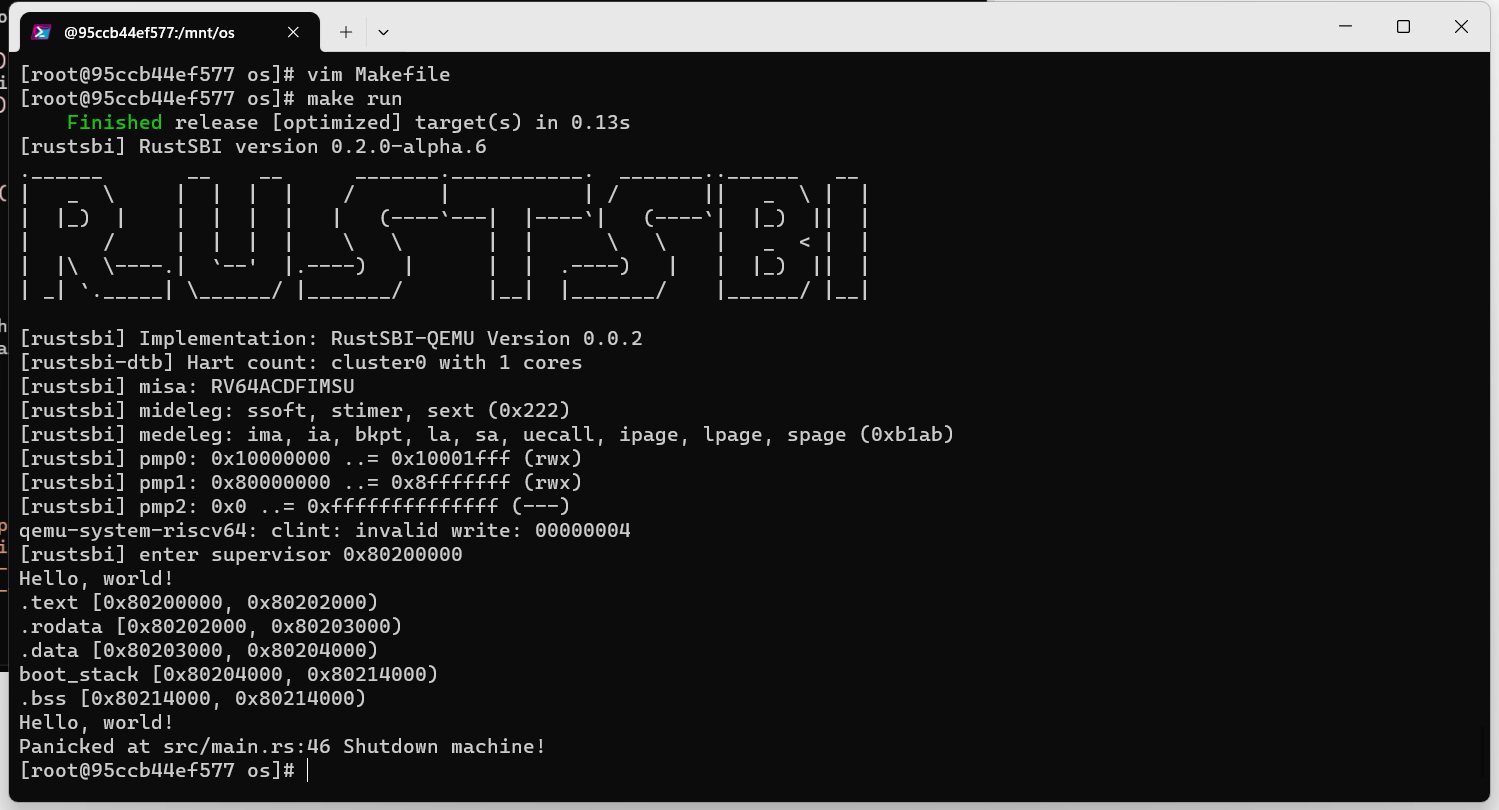 @95ccb44ef577:/mnt/os
[root@95ccb44ef577 os]# vim Makefile
[root@95ccb44ef577 os]# make run
    Finished release [optimized] target(s) in 0.13s
[rustsbi] RustSBI version 0.2.0-alpha.6
.______       __    __      _______.___________.  _______..______   __
|   _  \     |  |  |  |    /       |           | /       ||   _  \ |  |
|  |_)  |    |  |  |  |   |   (----`---|  |----`|   (----`|  |_)  ||  |
|      /     |  |  |  |    \   \       |  |      \   \    |   _  < |  |
|  |\  \----.|  `--'  |.----)   |      |  |  .----)   |   |  |_)  ||  |
| _| `._____| \______/ |_______/       |__|  |_______/    |______/ |__|
[rustsbi] Implementation: RustSBI-QEMU Version 0.0.2
[rustsbi-dtb] Hart count: cluster0 with 1 cores
[rustsbi] misa: RV64ACDFIMSU
[rustsbi] mideleg: ssoft, stimer, sext (0x222)
[rustsbi] medeleg: ima, ia, bkpt, la, sa, uecall, ipage, lpage, spage (0xb1ab)
[rustsbi] pmp0: 0x10000000 ..= 0x10001fff (rwx)
[rustsbi] pmp1: 0x80000000 ..= 0x8fffffff (rwx)
[rustsbi] pmp2: 0x0 ..= 0xffffffffffffff (---)
qemu-system-riscv64: clint: invalid write: 00000004
[rustsbi] enter supervisor 0x80200000
Hello, world!
.text [0x80200000, 0x80202000)
.rodata [0x80202000, 0x80203000)
.data [0x80203000, 0x80204000)
boot_stack [0x80204000, 0x80214000)
.bss [0x80214000, 0x80214000)
Hello, world!
Panicked at src/main.rs:46 Shutdown machine!
[root@95ccb44ef577 os]#